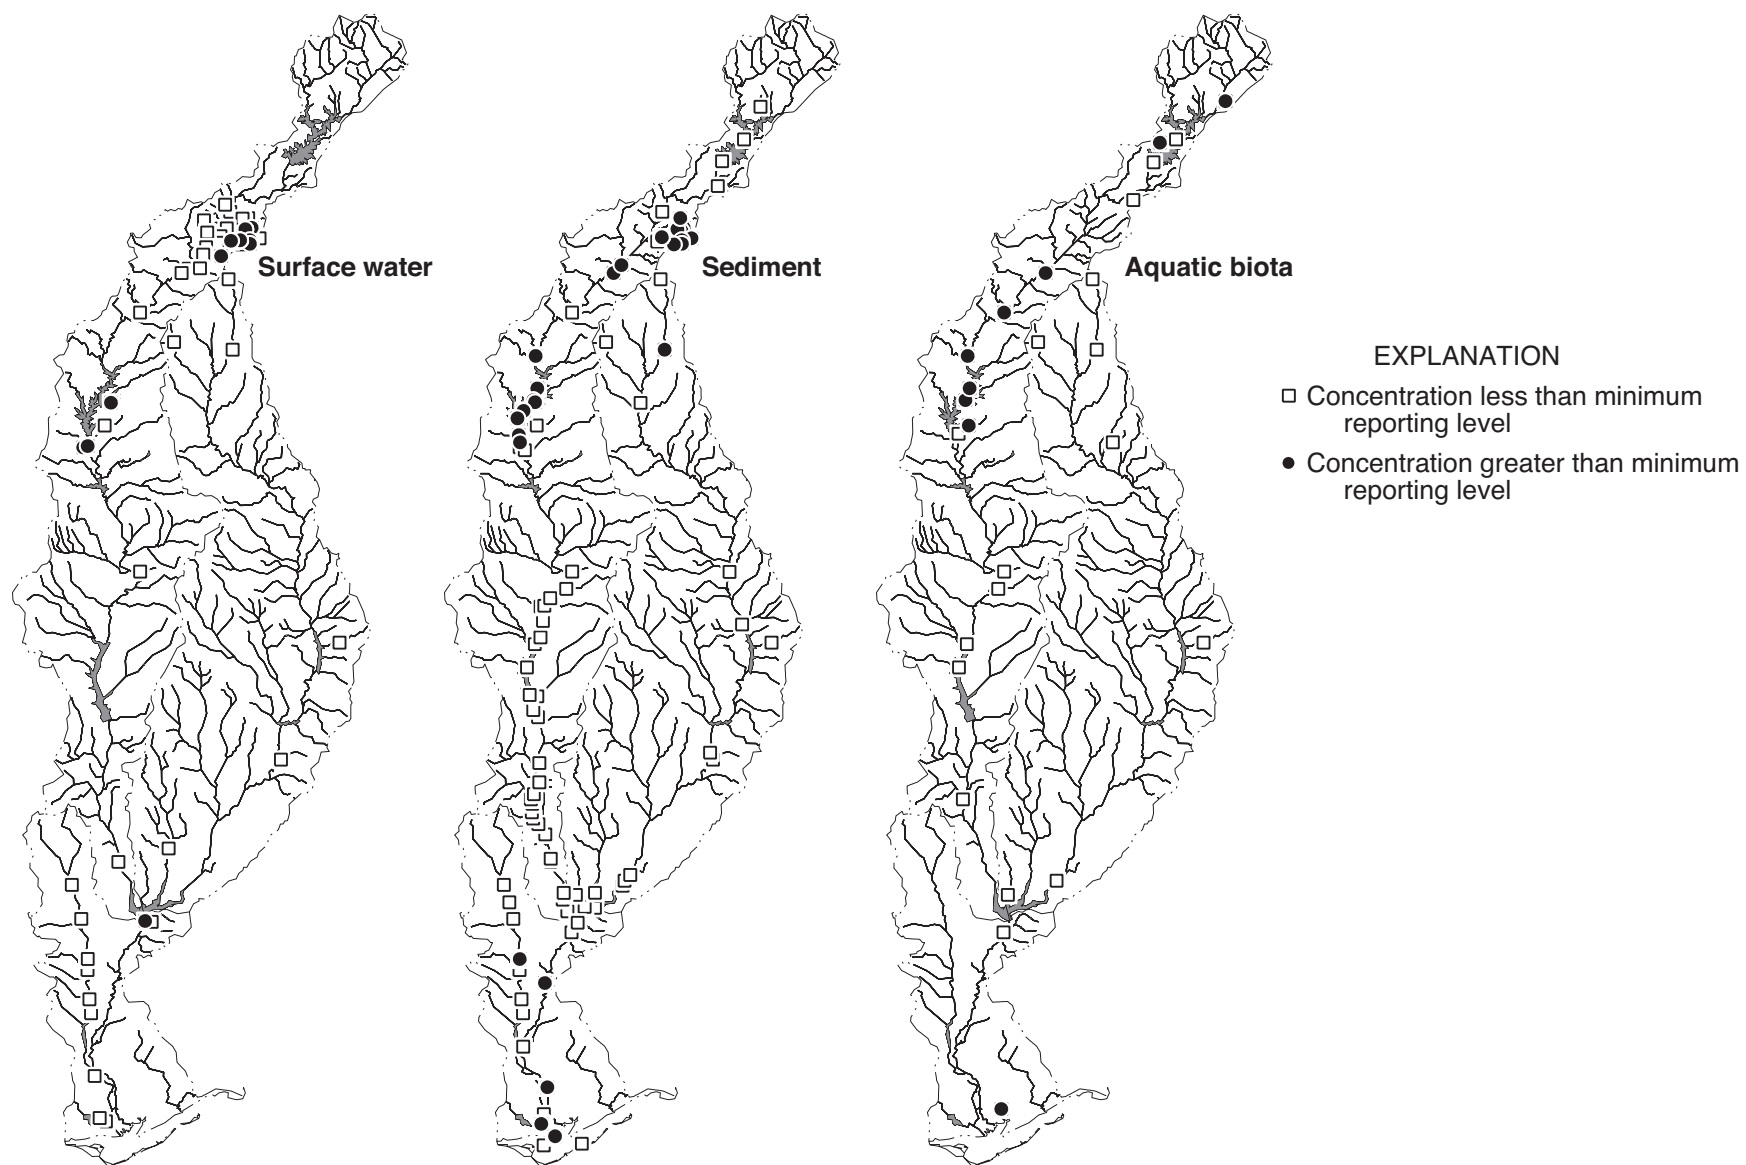 Surface water
Sediment
Aquatic biota
EXPLANATION
Concentration less than minimum
reporting level
Concentration greater than minimum
reporting level